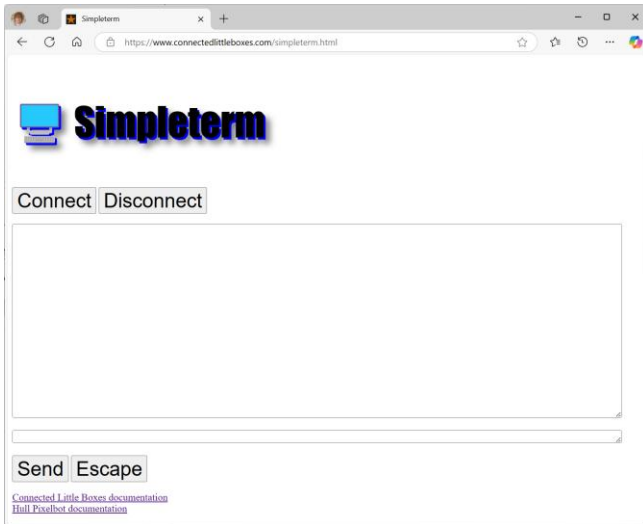 Simpleterm
https://www.connectedlittleboxes.com/simpleterm.html
Simpleterm
Connect Disconnect
Send Escape
Connected Little Boxes documentation
Hull Pixelbot documentation